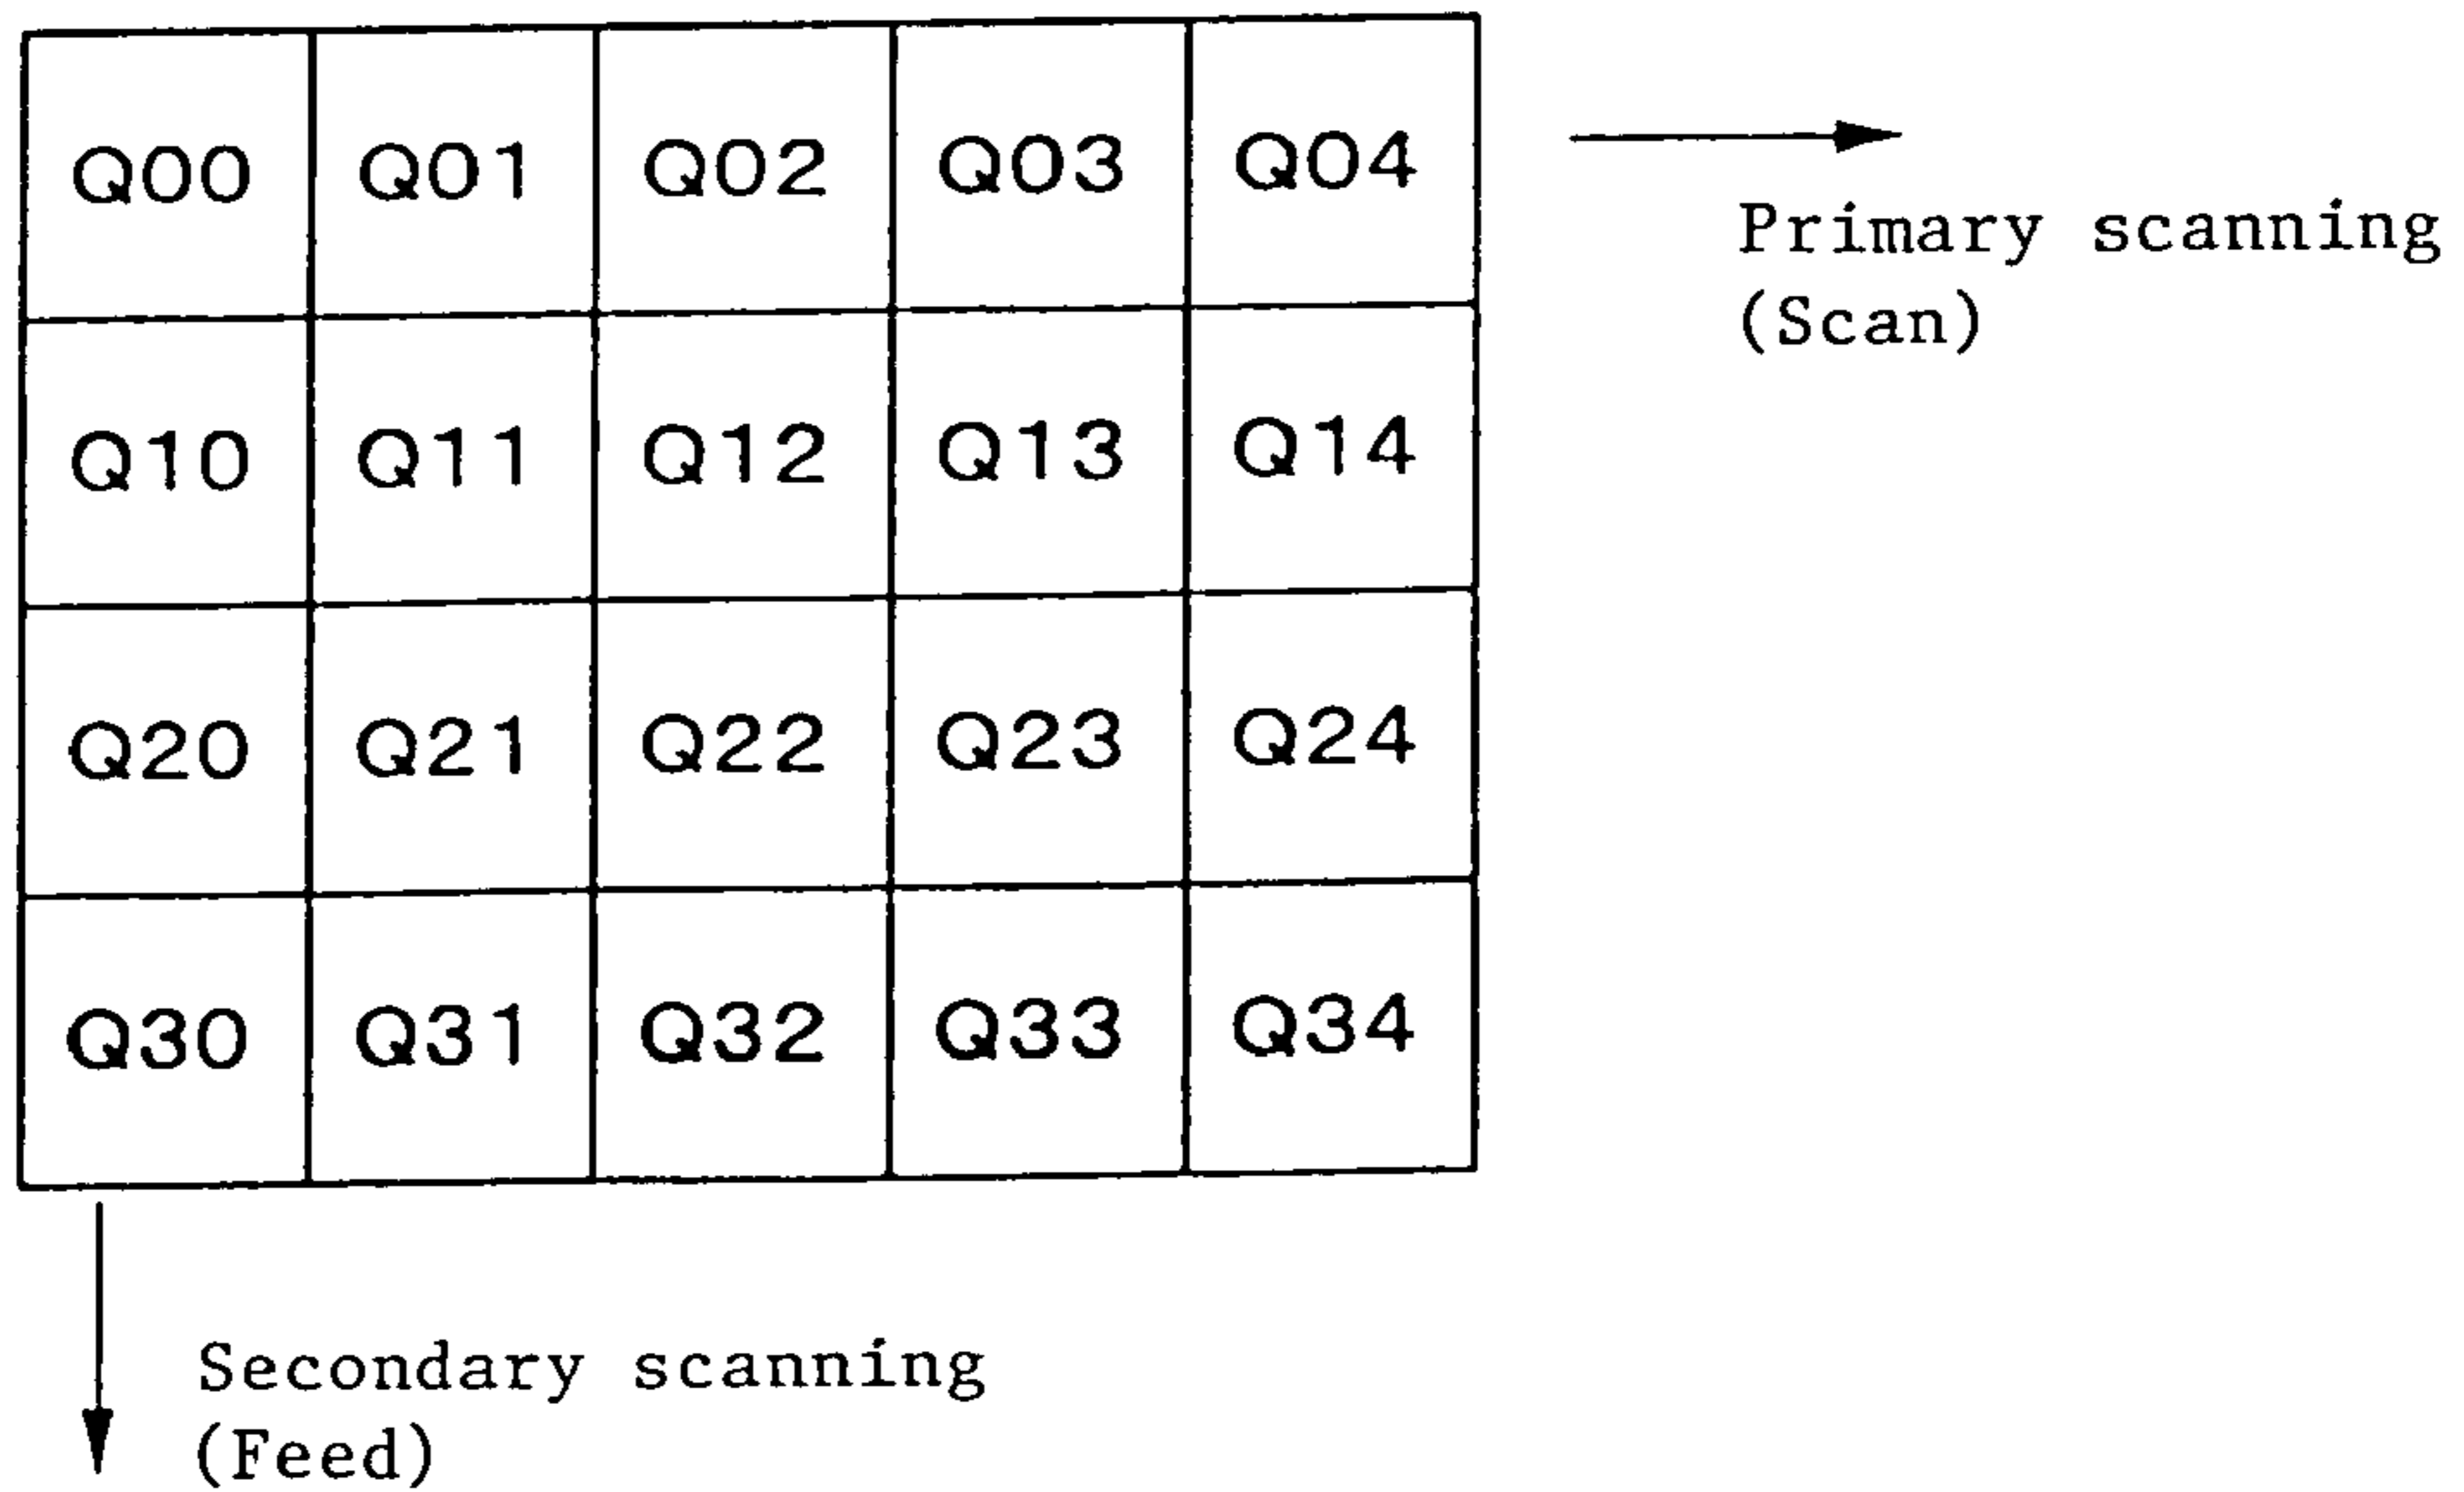 Q00 Q01 Q02 Q03 Q04
Primary scanning
(Scan)
Q10 Q11 Q12 Q13 Q14
Q20 Q21 Q22 Q23 Q24
Q30 Q31 Q32 Q33 Q34
Secondary scanning
(Feed)